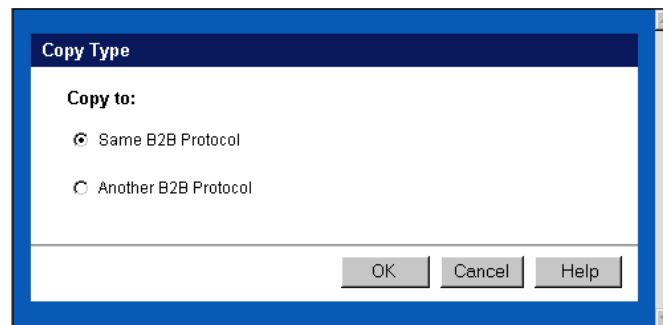 Copy Type
Copy to:
Same B2B Protocol
Another B2B Protocol
OK Cancel Help